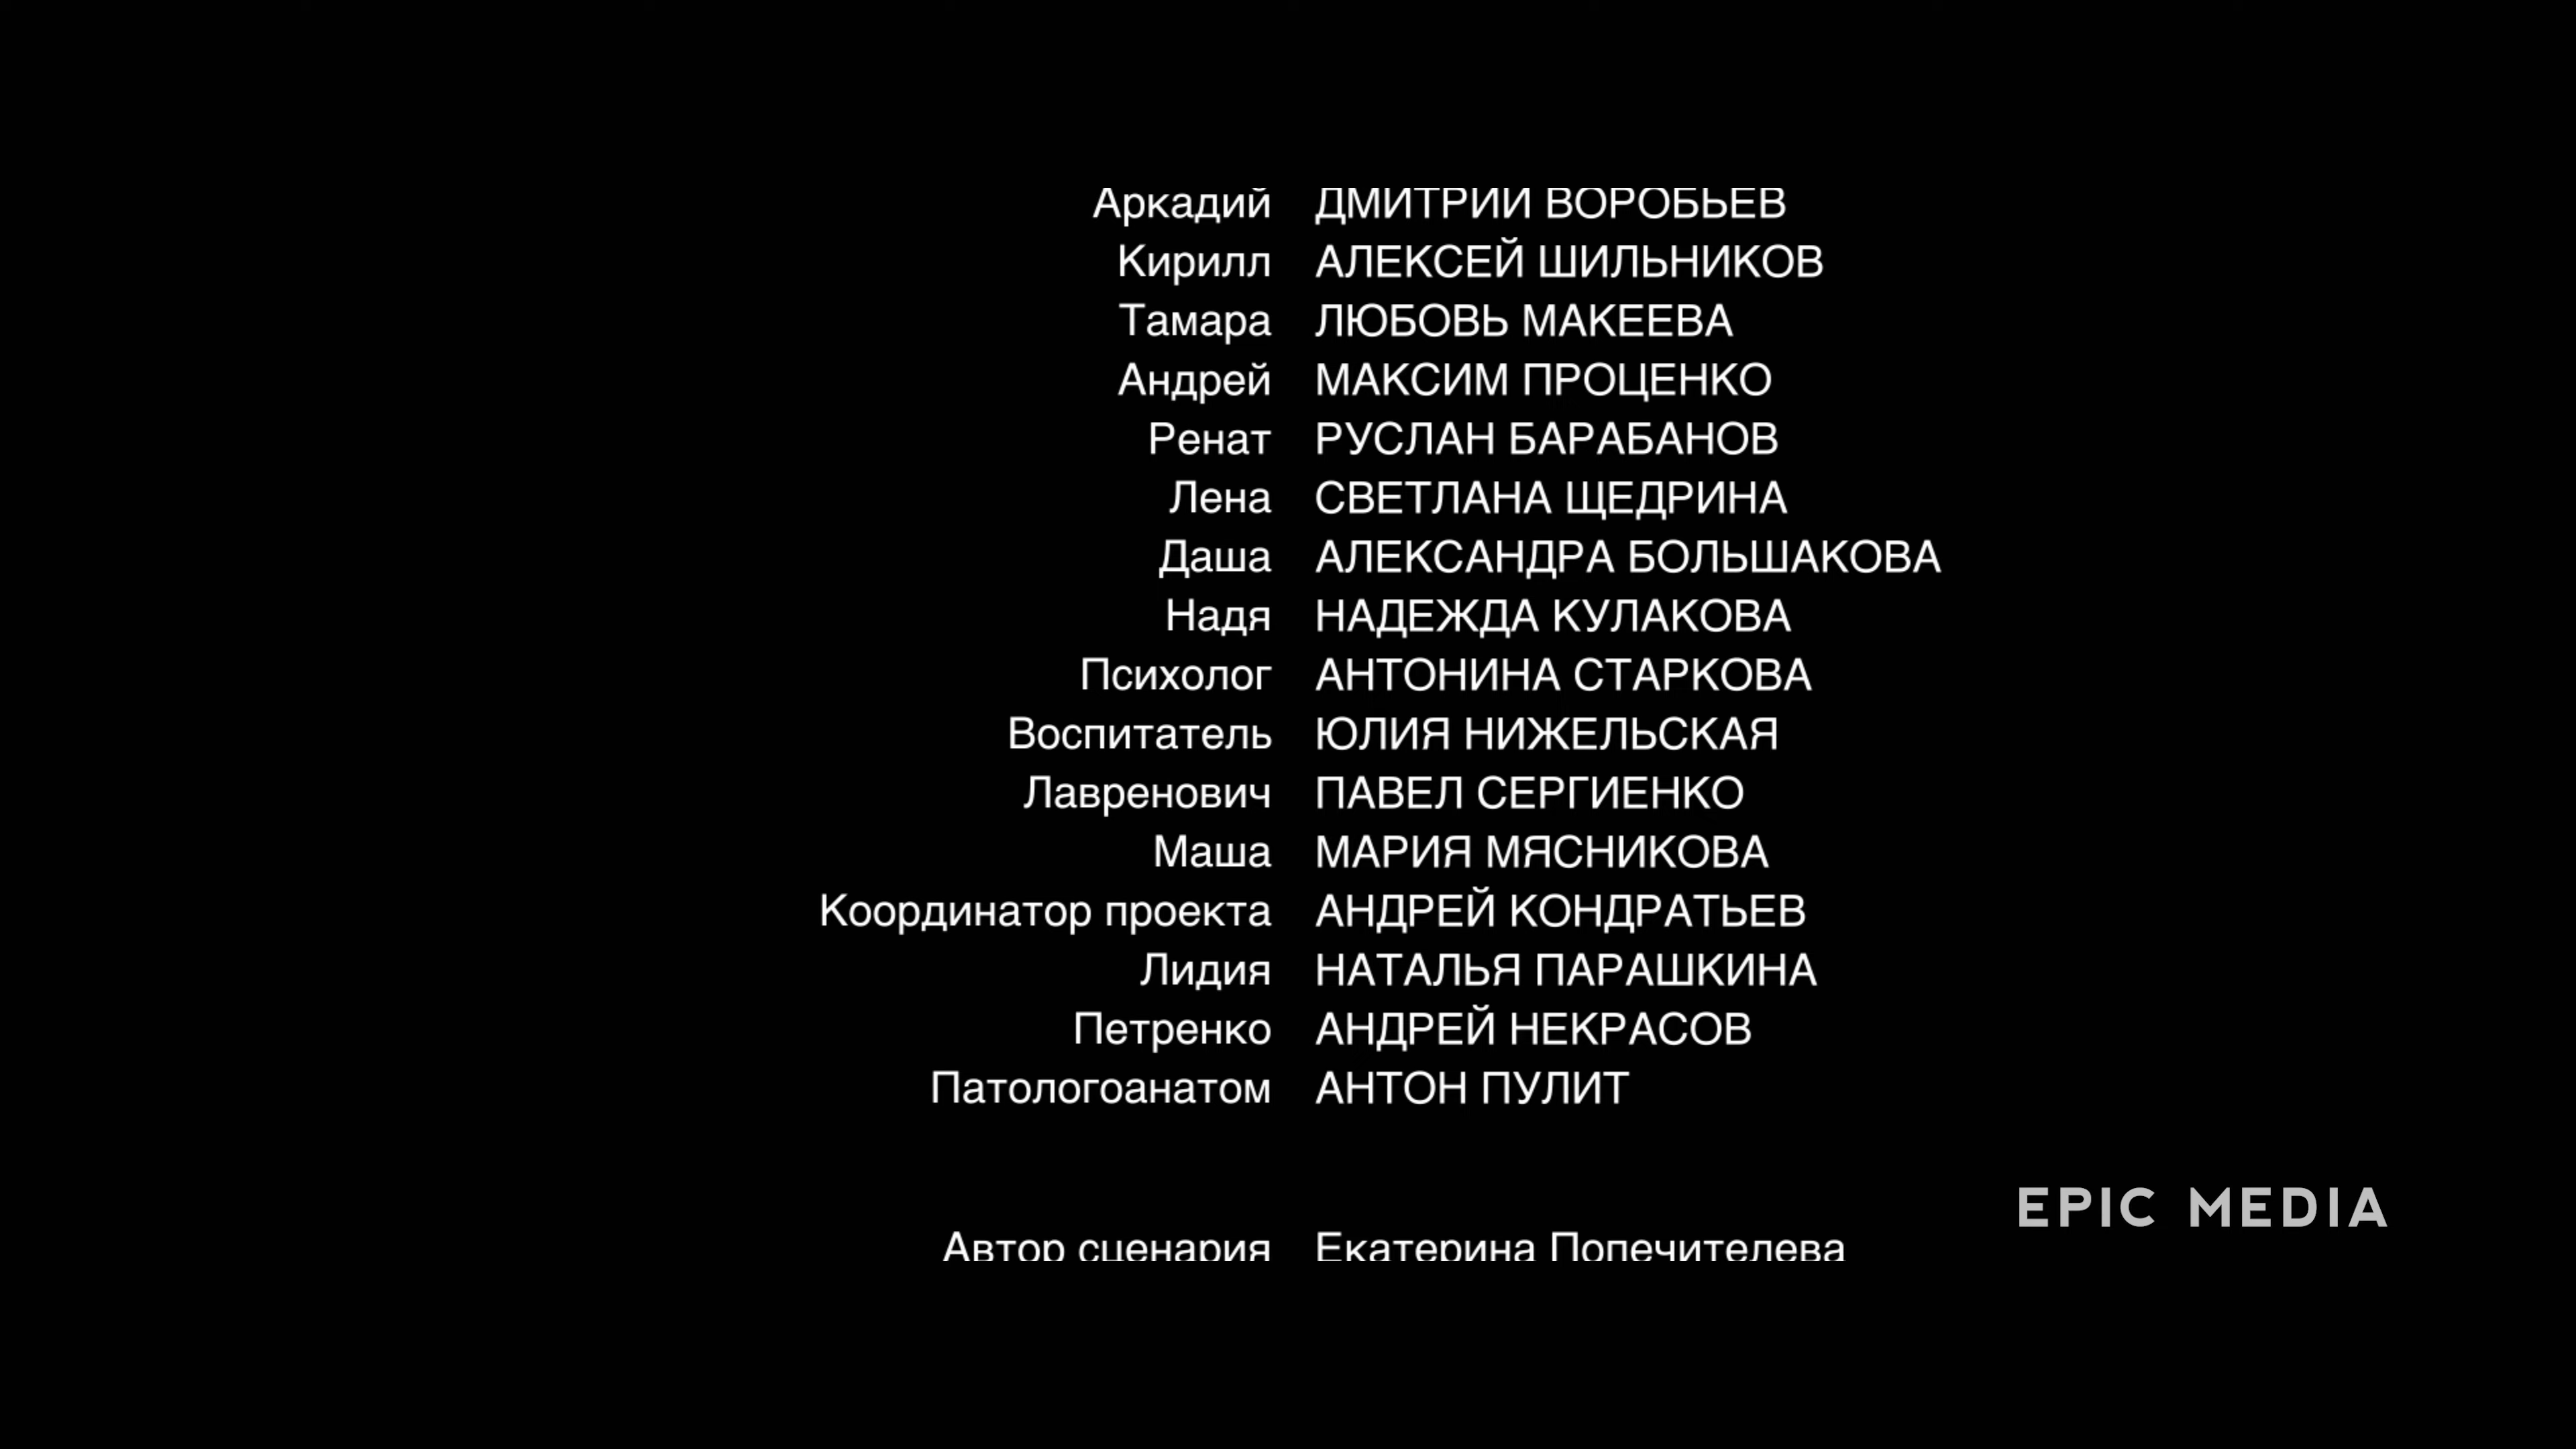 Аркадий ДМИТРИЙ ВОРОБЬЕВ
Кирилл АЛЕКСЕЙ ШИЛЬНИКОВ
Тамара ЛЮБОВЬ МАКЕЕВА
Андрей МАКСИМ ПРОЦЕНКО
Ренат РУСЛАН БАРАБАНОВ
Лена СВЕТЛАНА ЩЕДРИНА
Даша АЛЕКСАНДРА БОЛЬШАКОВА
Надя НАДЕЖДА КУЛАКОВА
Психолог АНТОНИНА СТАРКОВА
Воспитатель ЮЛИЯ НИЖЕЛЬСКАЯ
Лавренович ПАВЕЛ СЕРГИЕНКО
Маша МАРИЯ МЯСНИКОВА
Координатор проекта АНДРЕЙ КОНДРАТЬЕВ
Лидия НАТАЛЬЯ ПАРАШКИНА
Петренко АНДРЕЙ НЕКРАСОВ
Патологоанатом АНТОН ПУЛИТ
EPIC MEDIA
Автор сценария Екатерина Попечителева